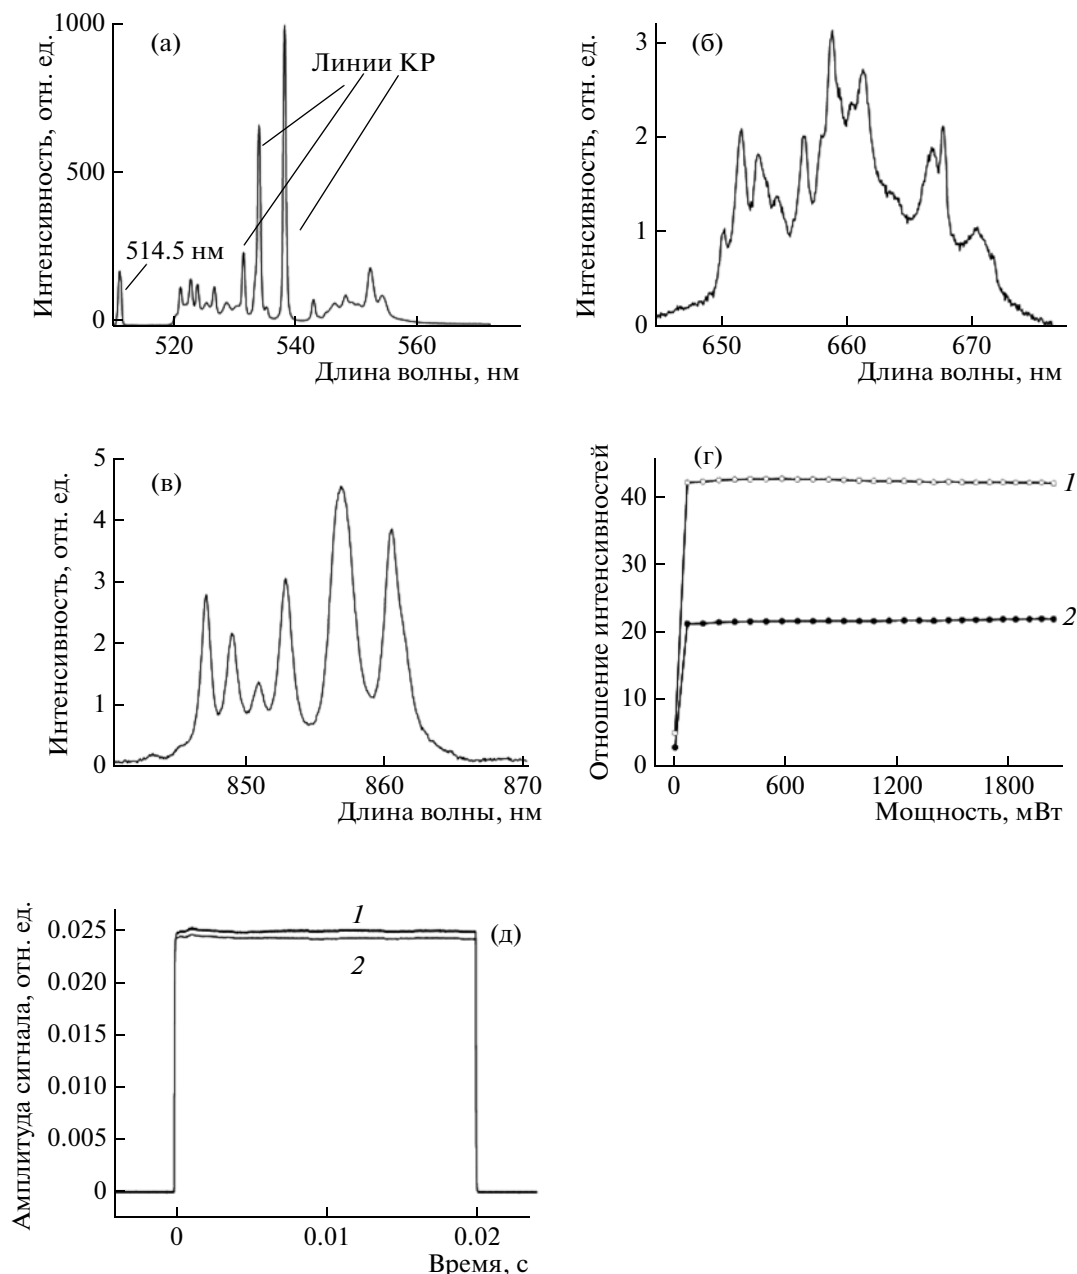 1000
(а)
Линии КР
500
514.5 нм
0
520
540
560
Интенсивность, отн. ед.
Длина волны, нм
3
(б)
2
1
0
650
660
670
Интенсивность, отн. ед.
Длина волны, нм
5
(в)
4
3
2
1
0
850
860
870
Интенсивность, отн. ед.
Длина волны, нм
(г)
40
1
30
20
2
10
0
0
600
1200
1800
Отношение интенсивностей
Мощность, мВт
0.025
1
(д)
2
0.020
0.015
0.010
0.005
0
0
0.01
0.02
Амплитуда сигнала, отн. ед.
Время, с